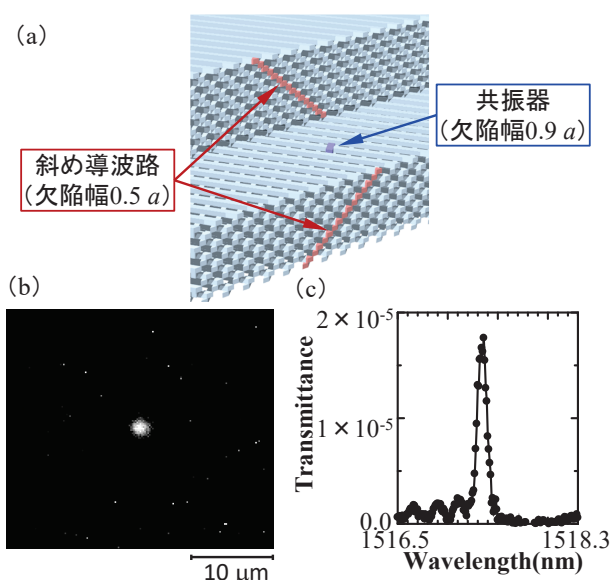 (a)
共振器
(欠陥幅0.9 a)
斜め導波路
(欠陥幅0.5 a)
(b)
10 μm
(c)
2×10-5
1×10-5
0.0
Transmittance
1516.5
1518.3
Wavelength(nm)